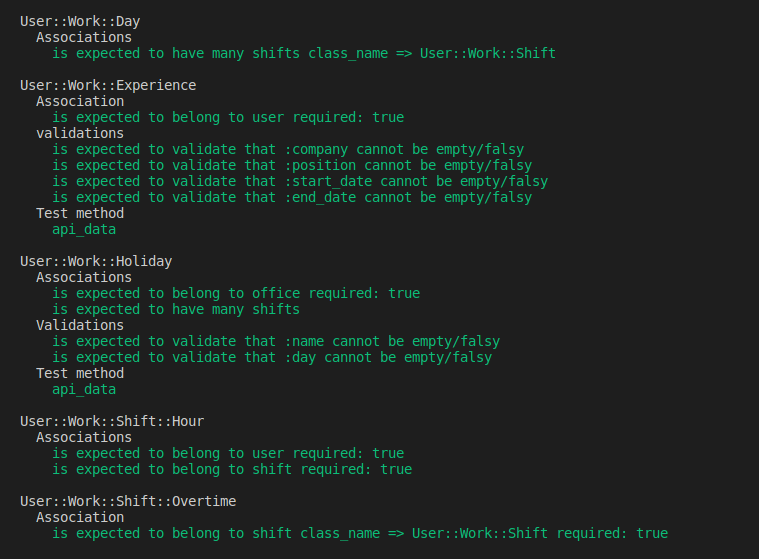 User::Work::Day
Associations
is expected to have many shifts class_name => User::Work::Shift
User::Work::Experience
Association
is expected to belong to user required: true
validations
is expected to validate that :company cannot be empty/falsy
is expected to validate that :position cannot be empty/falsy
is expected to validate that :start_date cannot be empty/falsy
is expected to validate that :end_date cannot be empty/falsy
Test method
api_data
User::Work::Holiday
Associations
is expected to belong to office required: true
is expected to have many shifts
Validations
is expected to validate that :name cannot be empty/falsy
is expected to validate that :day cannot be empty/falsy
Test method
api_data
User::Work::Shift::Hour
Associations
is expected to belong to user required: true
is expected to belong to shift required: true
User::Work::Shift::Overtime
Association
is expected to belong to shift class_name => User::Work::Shift required: true